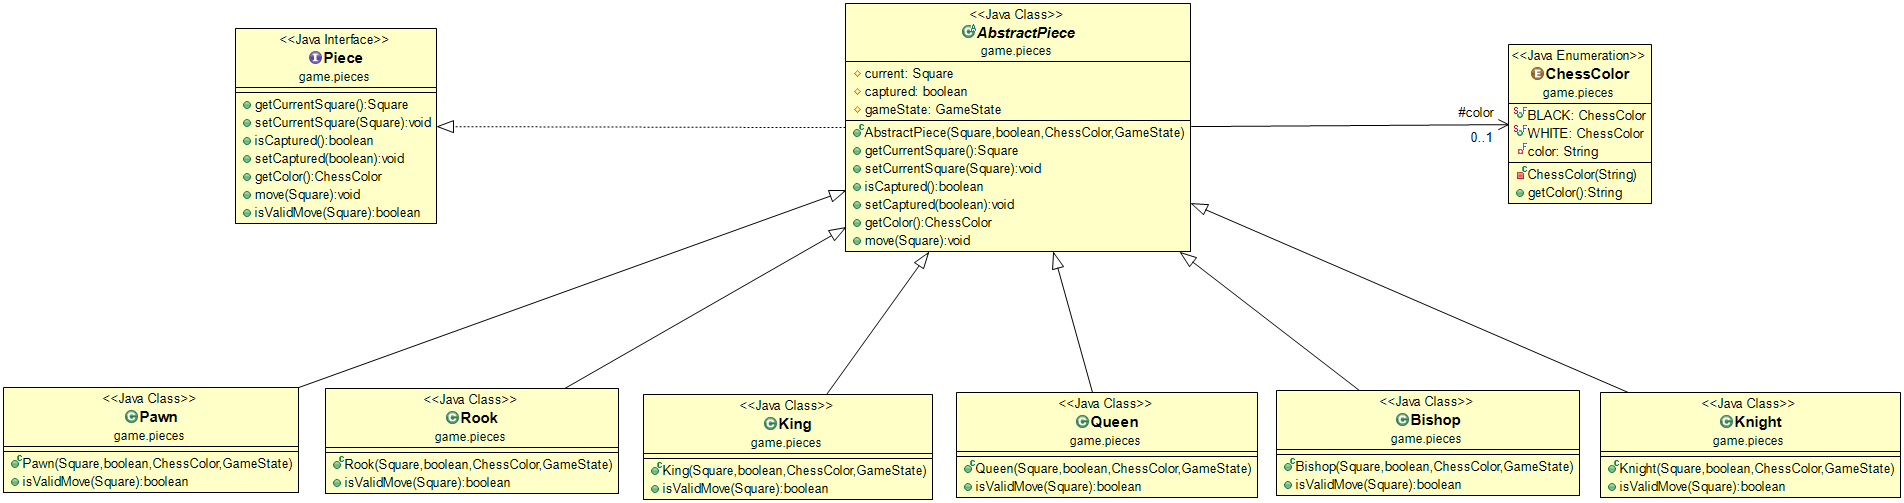 <<Java Interface>>
Piece
game.pieces
getCurrentSquare():Square
setCurrentSquare(Square):void
isCaptured():boolean
setCaptured(boolean):void
getColor():ChessColor
move(Square):void
isValidMove(Square):boolean
<<Java Class>>
AbstractPiece
game.pieces
current: Square
captured: boolean
gameState: GameState
AbstractPiece(Square,boolean,ChessColor,GameState)
getCurrentSquare():Square
setCurrentSquare(Square):void
isCaptured():boolean
setCaptured(boolean):void
getColor():ChessColor
move(Square):void
#color
0..1
<<Java Enumeration>>
ChessColor
game.pieces
BLACK: ChessColor
WHITE: ChessColor
color: String
ChessColor(String)
getColor():String
<<Java Class>>
Pawn
game.pieces
Pawn(Square,boolean,ChessColor,GameState)
isValidMove(Square):boolean
<<Java Class>>
Rook
game.pieces
Rook(Square,boolean,ChessColor,GameState)
isValidMove(Square):boolean
<<Java Class>>
King
game.pieces
King(Square,boolean,ChessColor,GameState)
isValidMove(Square):boolean
<<Java Class>>
Queen
game.pieces
Queen(Square,boolean,ChessColor,GameState)
isValidMove(Square):boolean
<<Java Class>>
Bishop
game.pieces
Bishop(Square,boolean,ChessColor,GameState)
isValidMove(Square):boolean
<<Java Class>>
Knight
game.pieces
Knight(Square,boolean,ChessColor,GameState)
isValidMove(Square):boolean